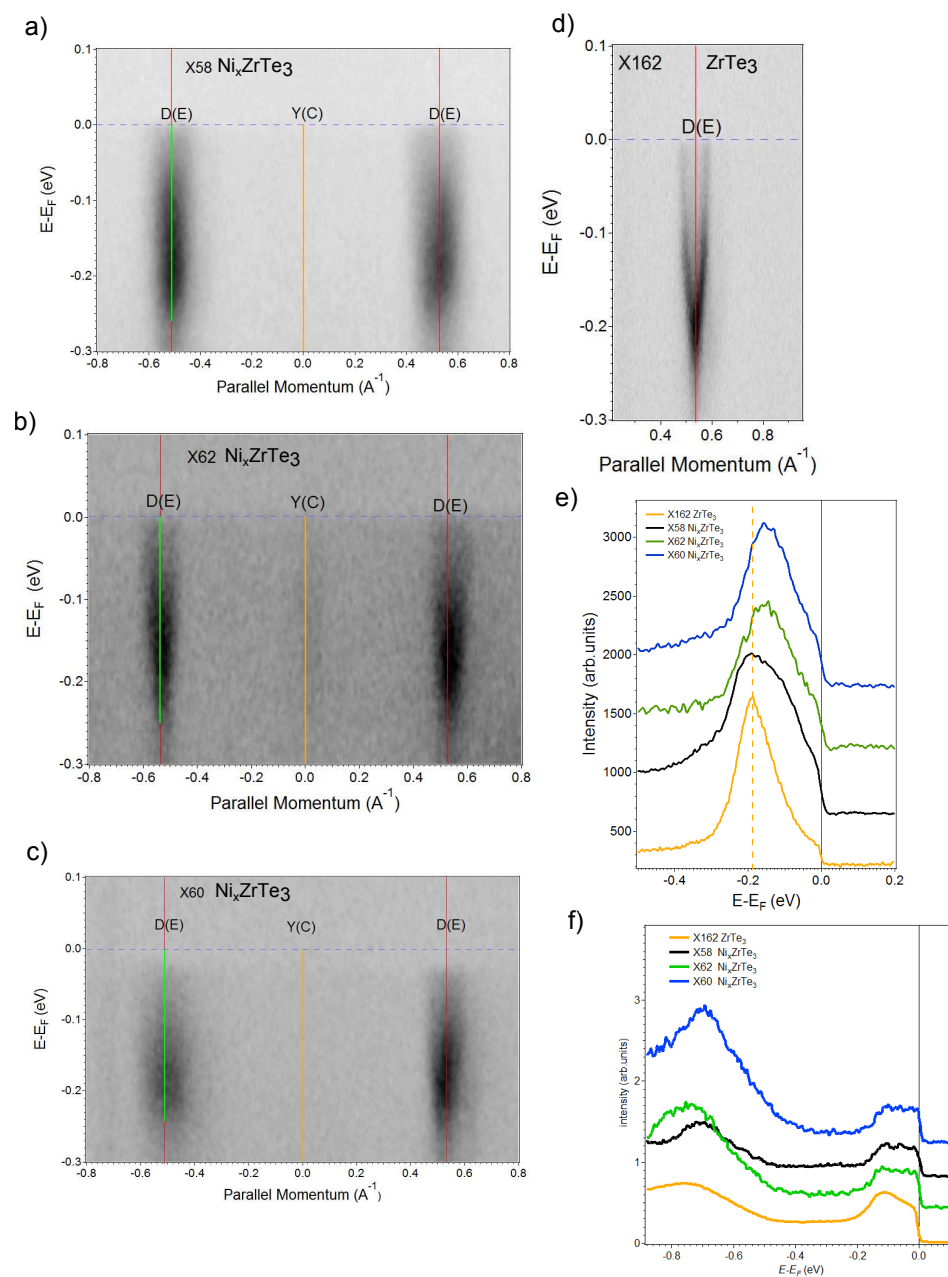 a)
X58 NiₓZrTe₃
D(E) Y(C) D(E)
0.1
0.0
-0.1
-0.2
-0.3
E-E_F (eV)
-0.8 -0.6 -0.4 -0.2 0.0 0.2 0.4 0.6 0.8
Parallel Momentum (A⁻¹)
b)
X62 NiₓZrTe₃
D(E) Y(C) D(E)
0.1
0.0
-0.1
-0.2
-0.3
E-E_F (eV)
-0.8 -0.6 -0.4 -0.2 0.0 0.2 0.4 0.6 0.8
Parallel Momentum (A⁻¹)
c)
X60 NiₓZrTe₃
D(E) Y(C) D(E)
0.1
0.0
-0.1
-0.2
-0.3
E-E_F (eV)
-0.8 -0.6 -0.4 -0.2 0.0 0.2 0.4 0.6 0.8
Parallel Momentum (A⁻¹)
d)
X162 ZrTe₃
D(E)
0.1
0.0
-0.1
-0.2
-0.3
E-E_F (eV)
0.4 0.6 0.8
Parallel Momentum (A⁻¹)
e)
X162 ZrTe₃
X58 NiₓZrTe₃
X62 NiₓZrTe₃
X60 NiₓZrTe₃
3000
2500
2000
1500
1000
500
Intensity (arb.units)
-0.4 -0.2 0.0 0.2
E-E_F (eV)
f)
X162 ZrTe₃
X58 NiₓZrTe₃
X62 NiₓZrTe₃
X60 NiₓZrTe₃
3
2
1
0
intensity (arb.units)
-0.8 -0.6 -0.4 -0.2 0.0
E-E_F (eV)